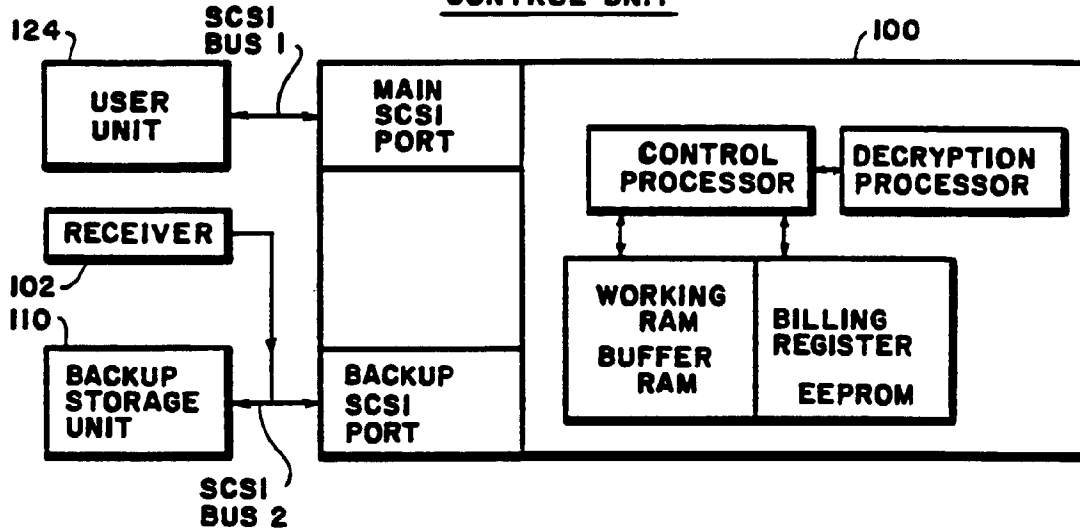 CONTROL UNIT
124
SCSI
BUS 1
100
USER
UNIT
MAIN
SCSI
PORT
CONTROL
PROCESSOR
DECRYPTION
PROCESSOR
RECEIVER
102
110
WORKING
RAM
BUFFER
RAM
BILLING
REGISTER
EEPROM
BACKUP
STORAGE
UNIT
BACKUP
SCSI
PORT
SCSI
BUS 2